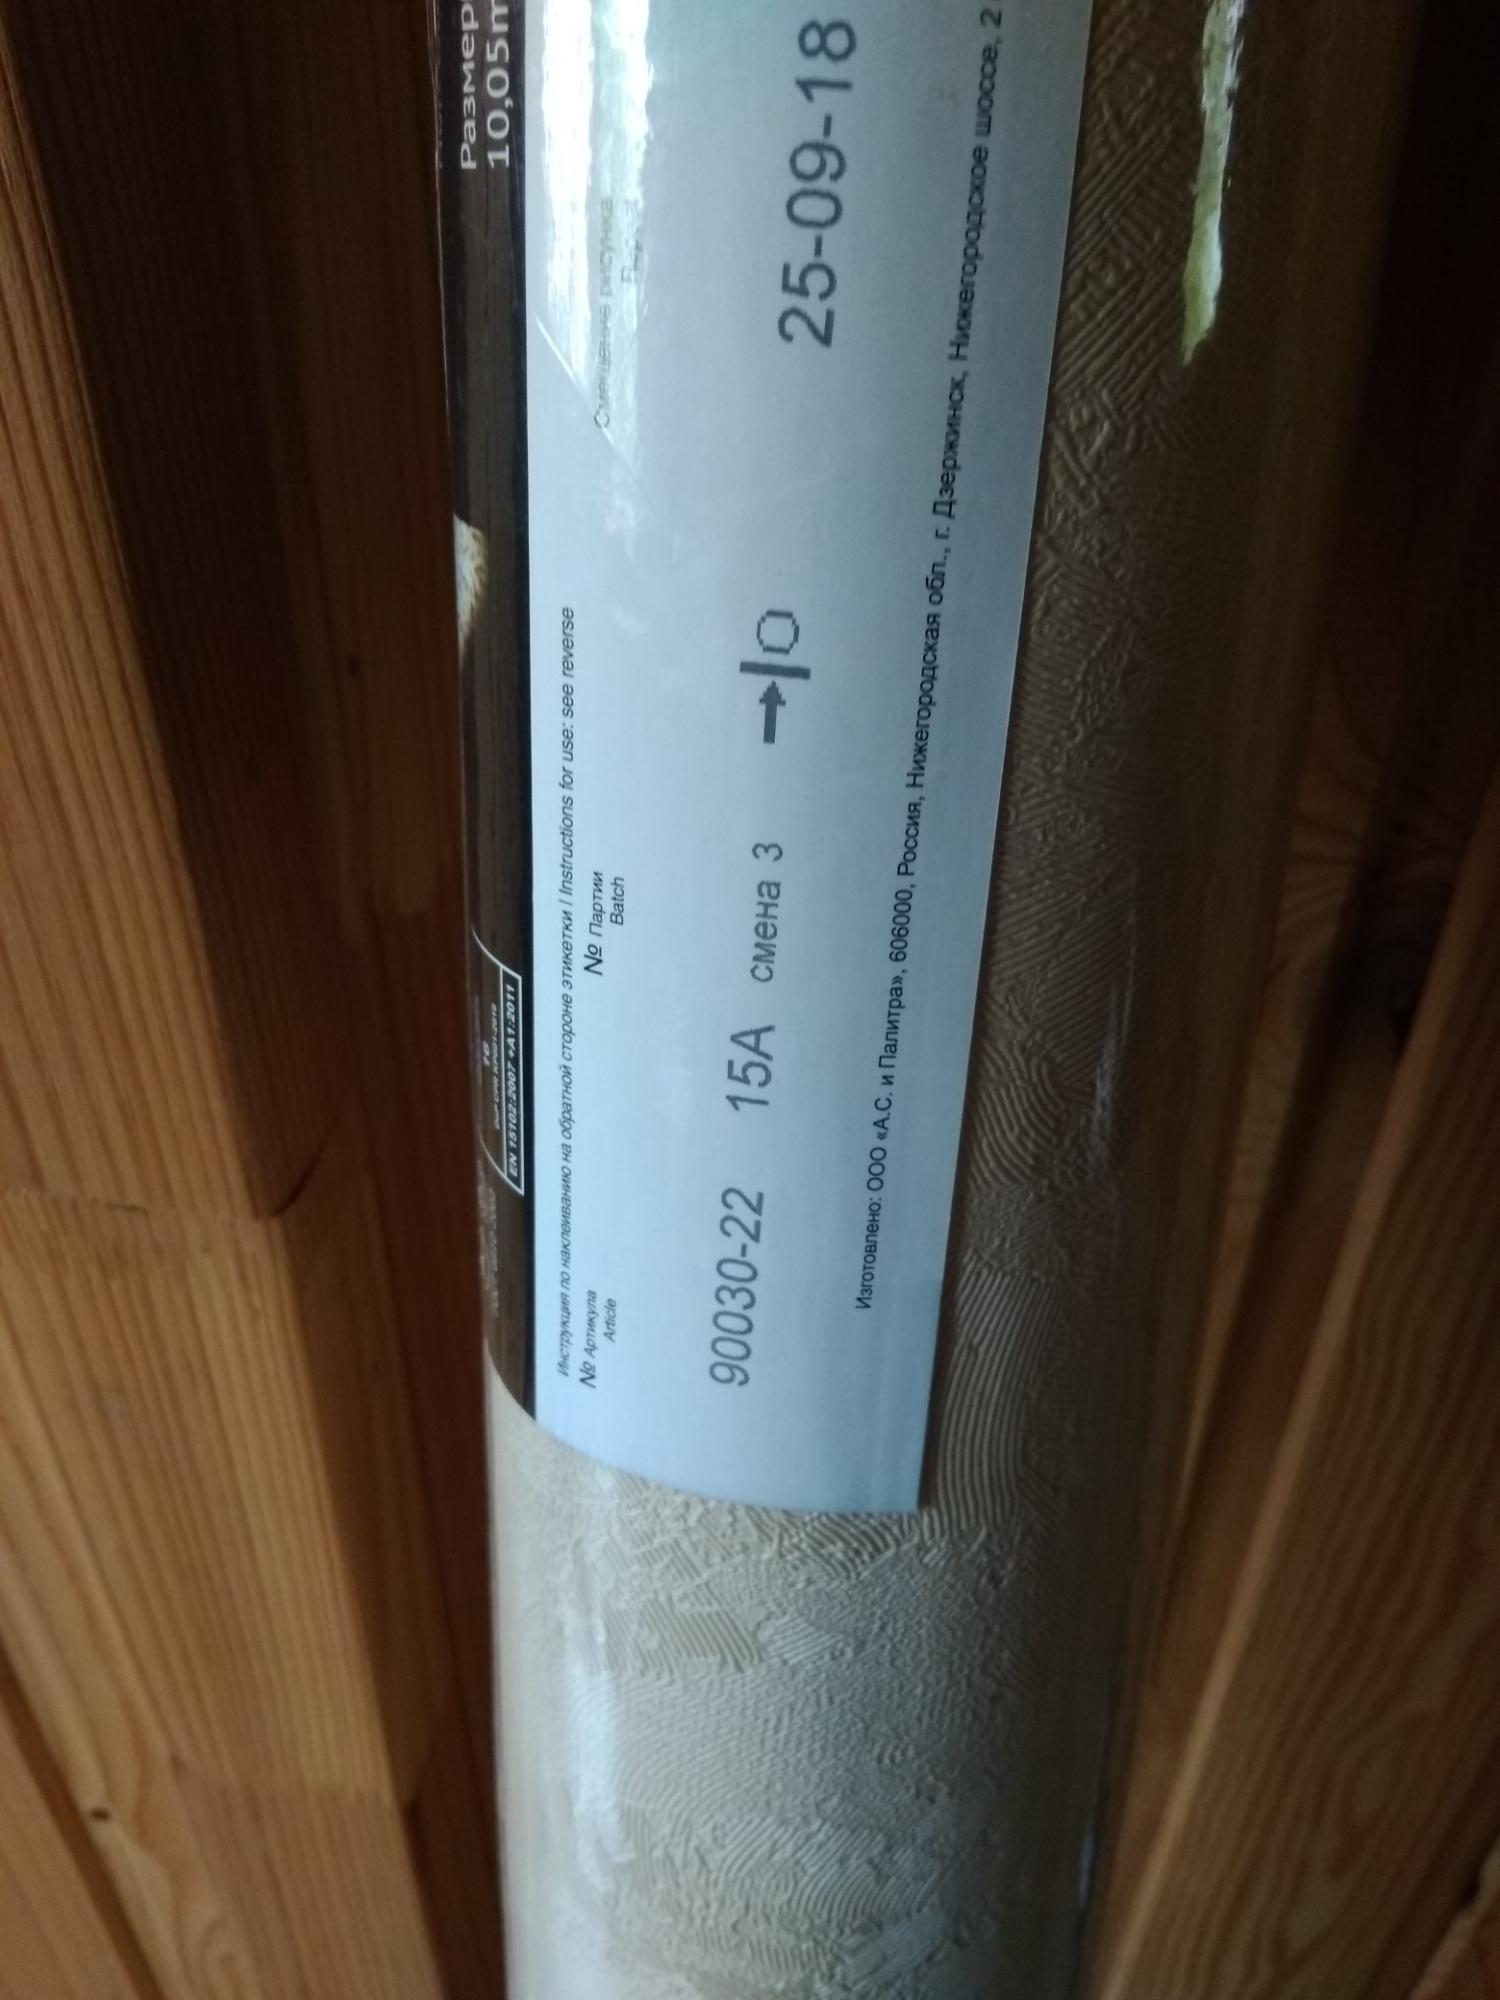 Размер
10,05m
EN 15102:2007 +A1:2011
Инструкция по наклеиванию на обратной стороне этикетки / Instructions for use: see reverse
№ Артикула № Партии Смещение рисунка
Article Batch Repeat
90030-22 15А смена 3 25-09-18
Изготовлено: ООО «А.С. и Палитра», 606000, Россия, Нижегородская обл., г. Дзержинск, Нижегородское шоссе, 2